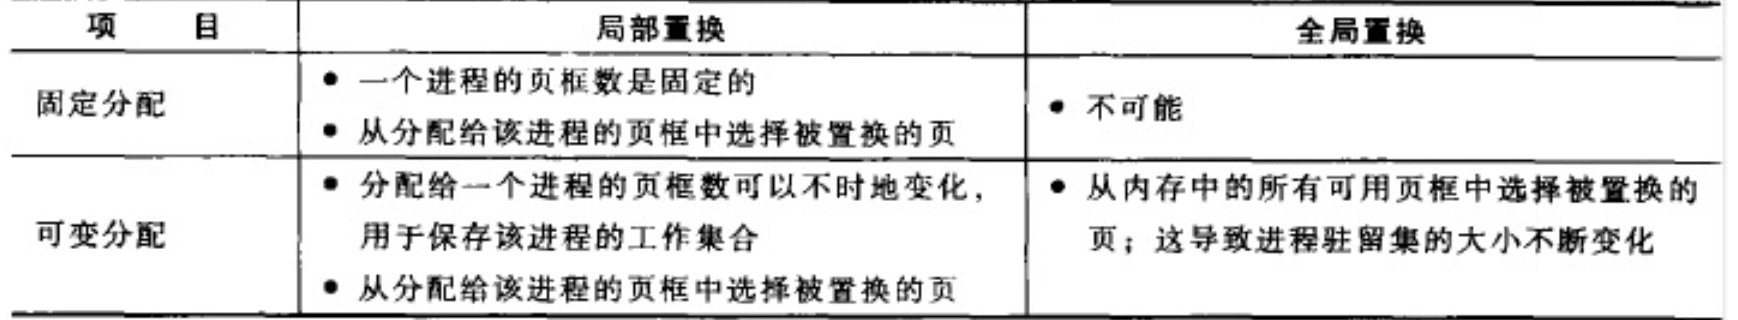 项 目 局部置换 全局置换
固定分配
● 一个进程的页框数是固定的
● 从分配给该进程的页框中选择被置换的页
● 不可能
可变分配
● 分配给一个进程的页框数可以不时地变化，
用于保存该进程的工作集合
● 从分配给该进程的页框中选择被置换的页
● 从内存中的所有可用页框中选择被置换的
页；这导致进程驻留集的大小不断变化